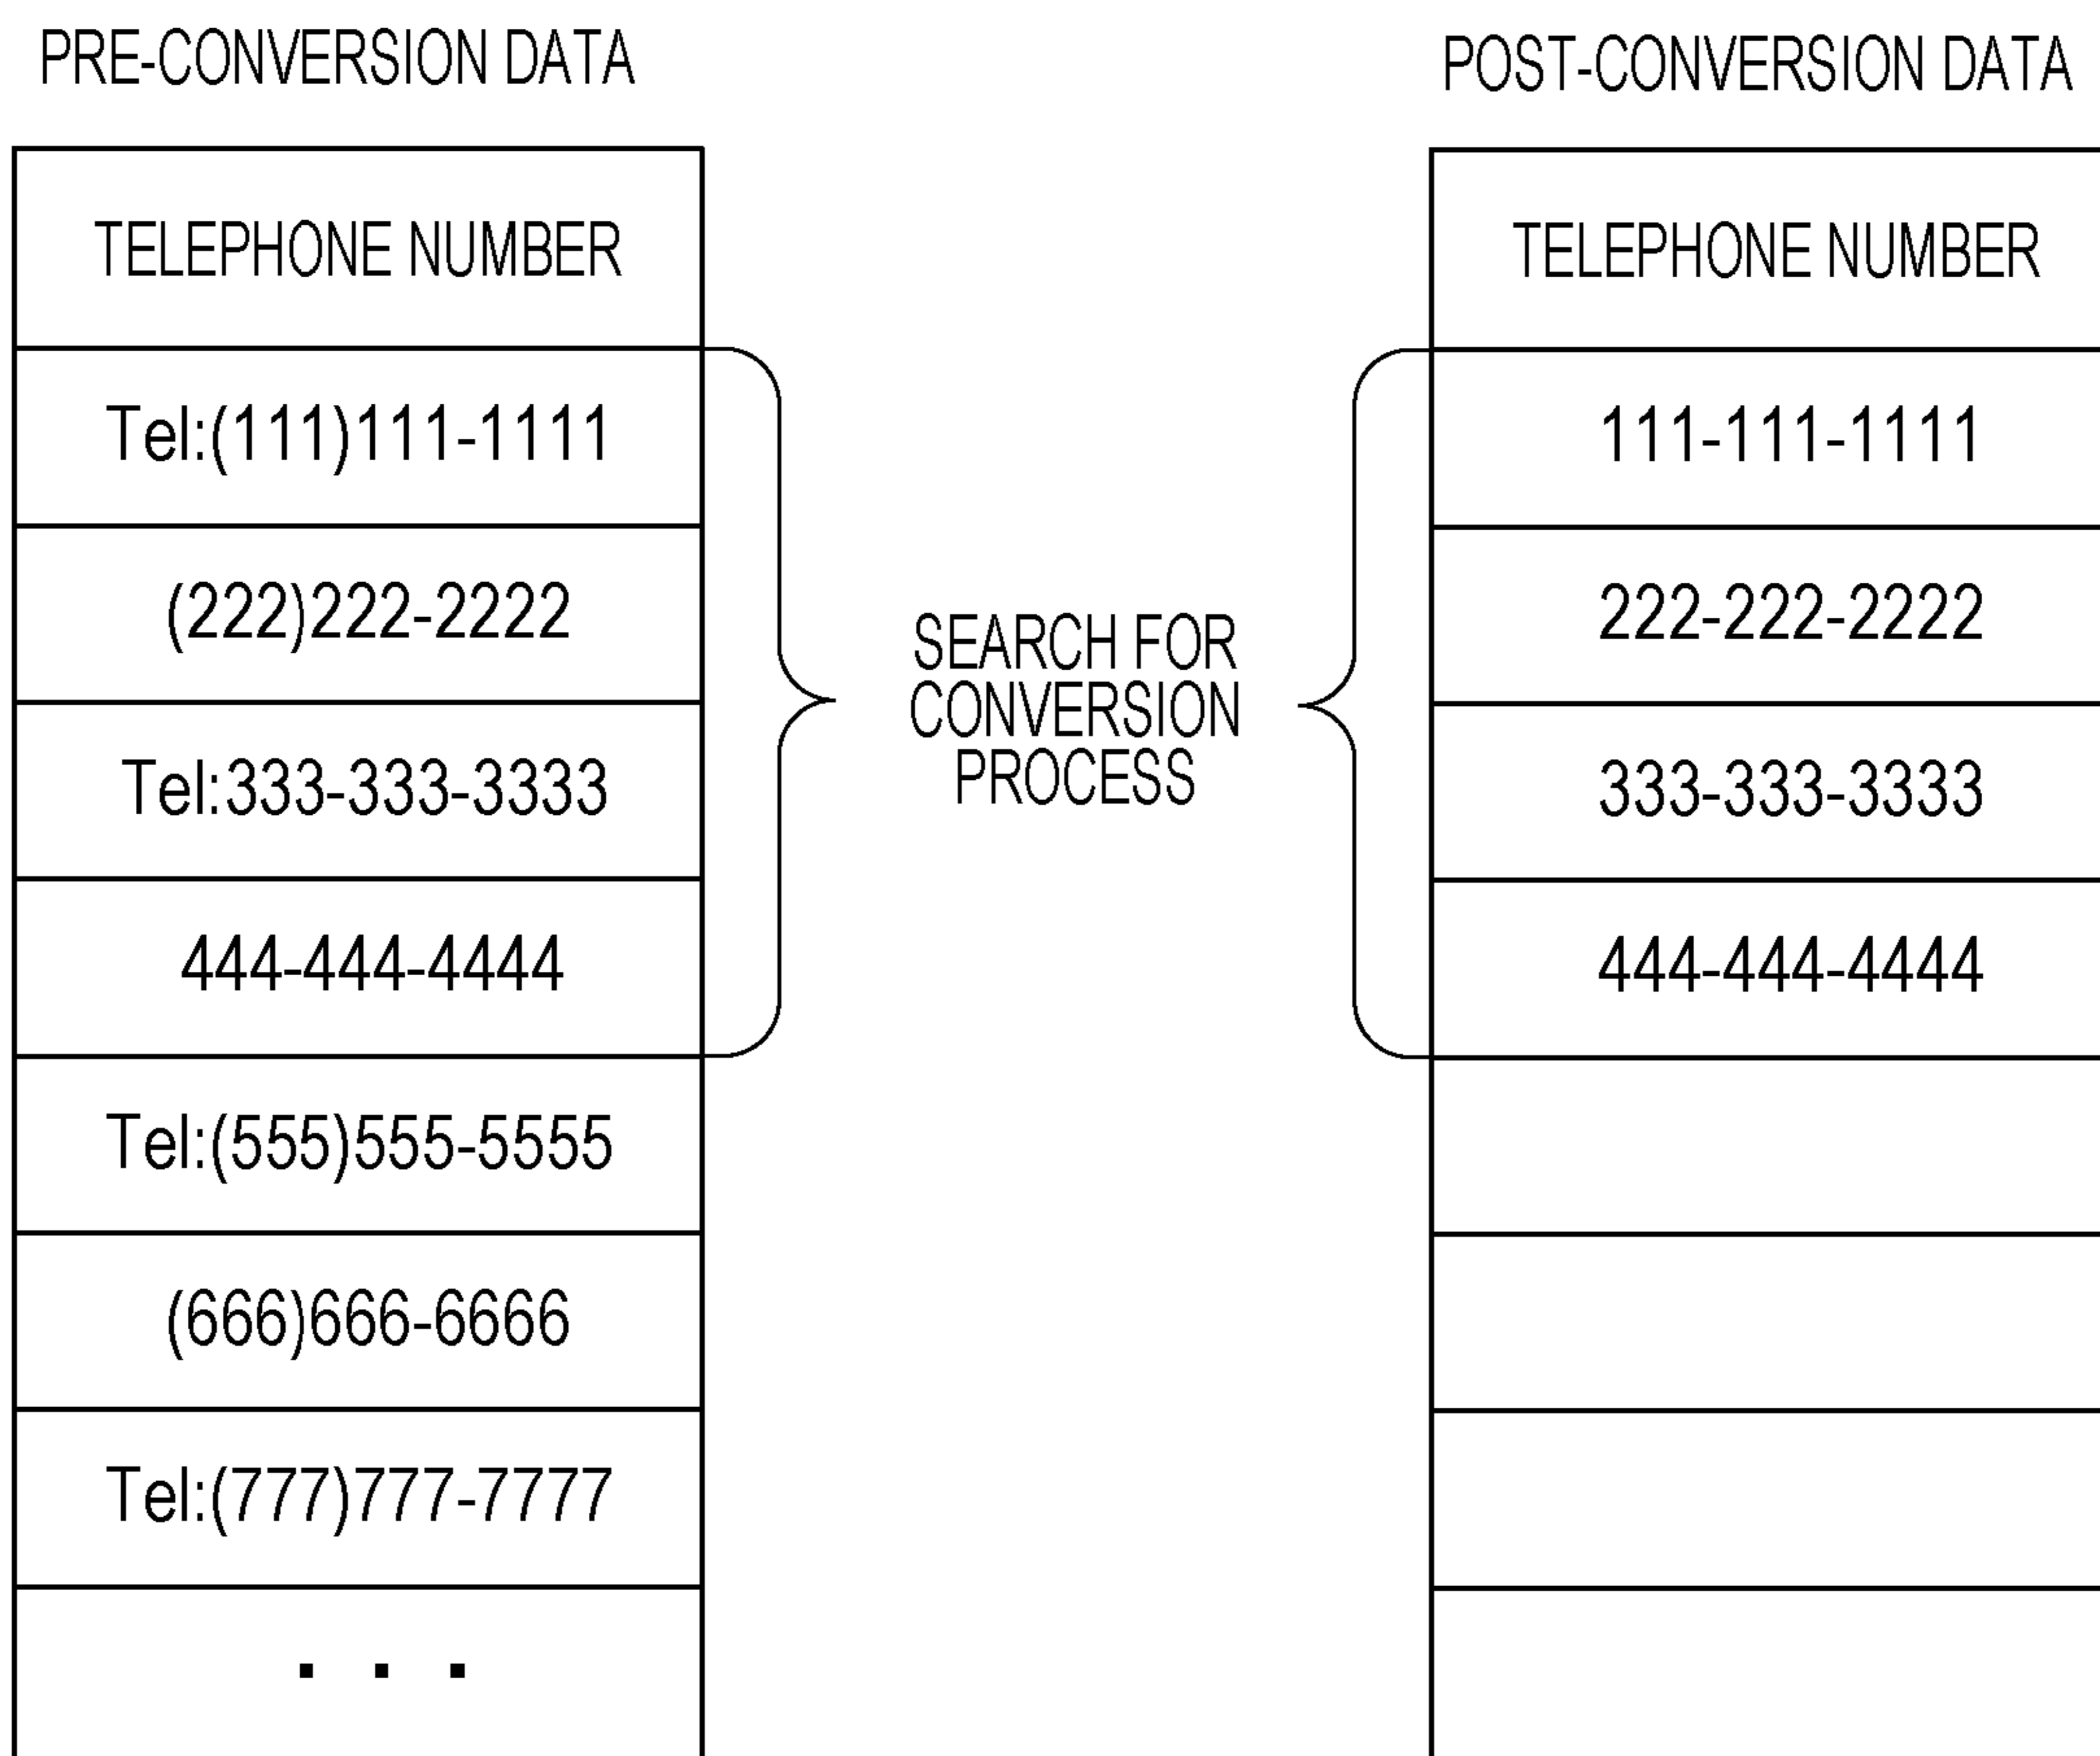 PRE-CONVERSION DATA
TELEPHONE NUMBER
Tel:(111)111-1111
(222)222-2222
Tel:333-333-3333
444-444-4444
Tel:(555)555-5555
(666)666-6666
Tel:(777)777-7777
. . .
SEARCH FOR
CONVERSION
PROCESS
POST-CONVERSION DATA
TELEPHONE NUMBER
111-111-1111
222-222-2222
333-333-3333
444-444-4444